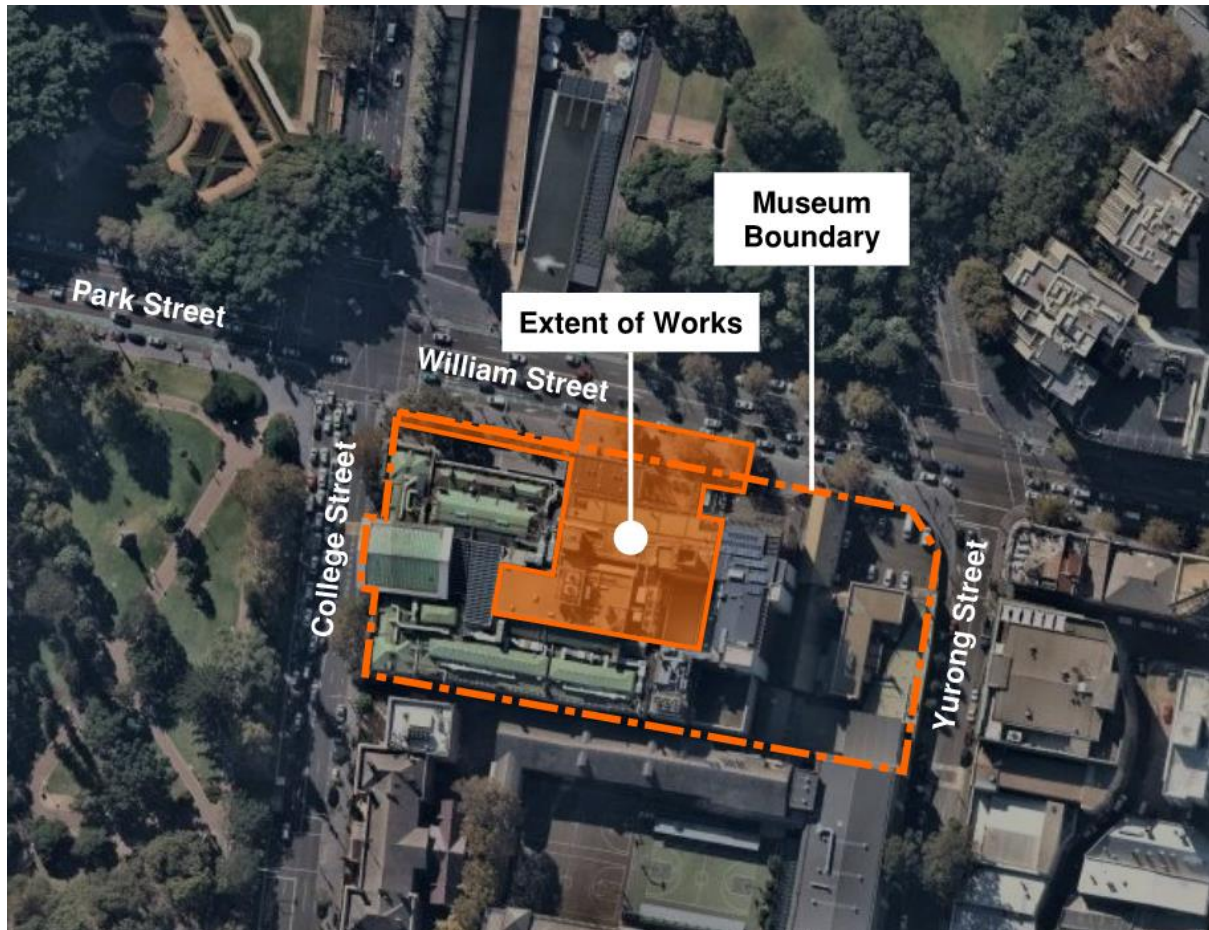 Museum
Boundary
Park Street
Extent of Works
William Street
College Street
Yurong Street